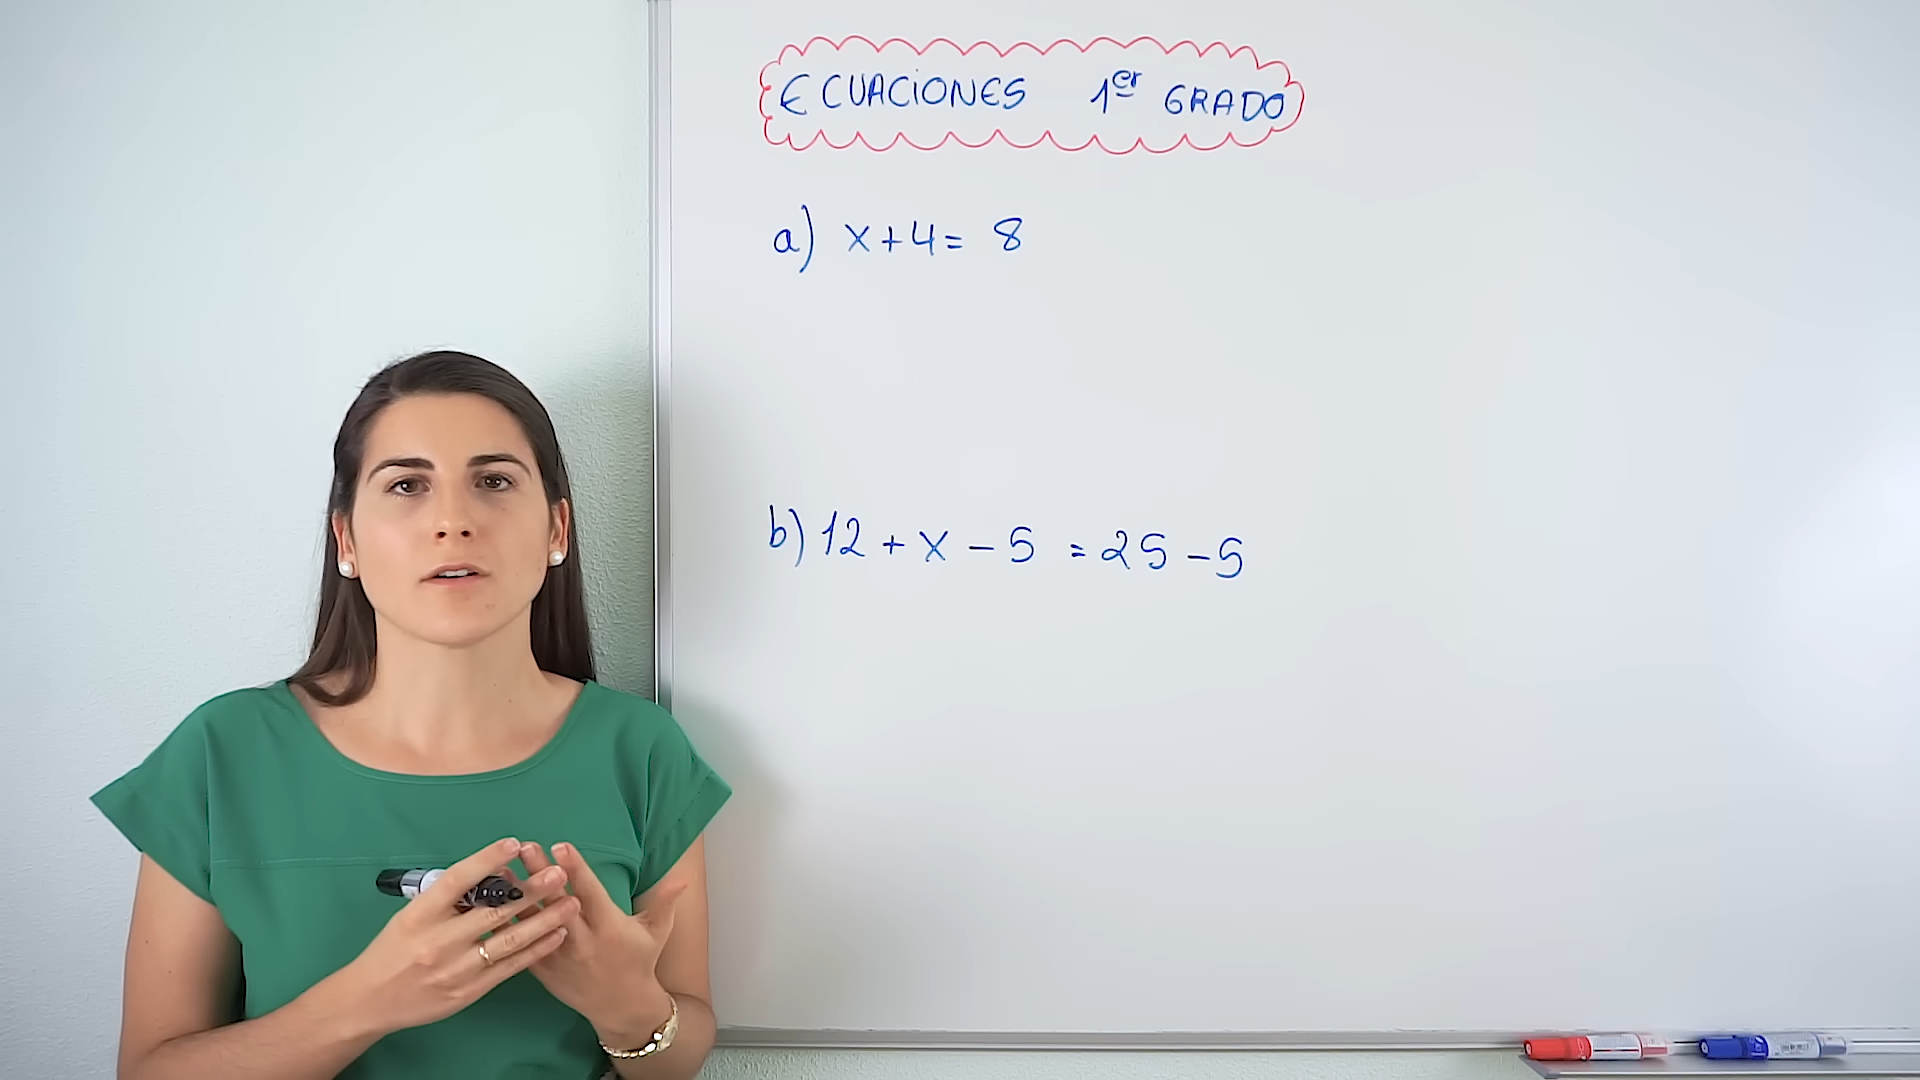 ECUACIONES 1er GRADO
a) x+4= 8
b) 12 + x - 5 = 25 - 5